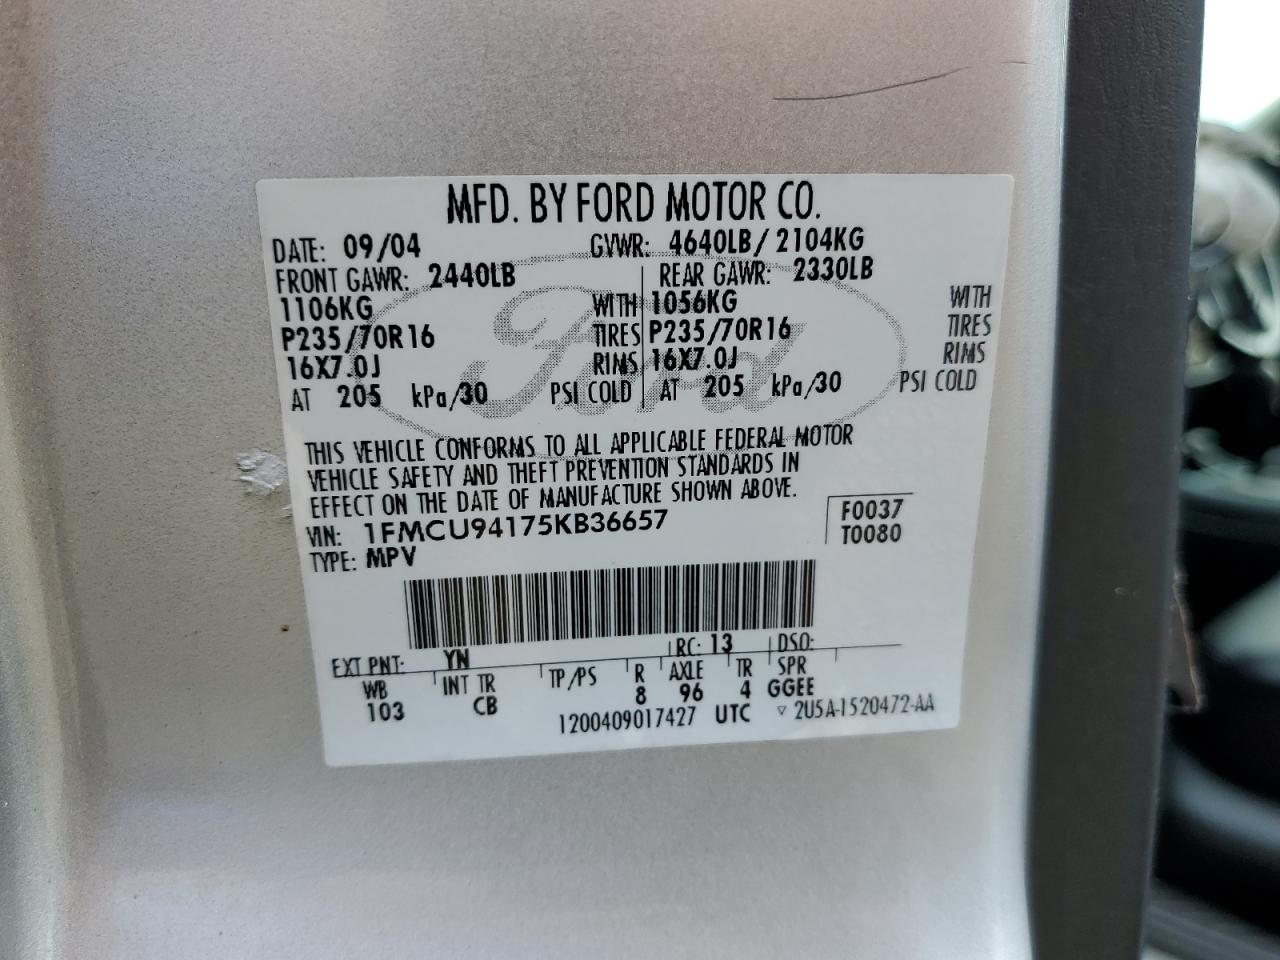 MFD. BY FORD MOTOR CO.
DATE: 09/04 GVWR: 4640LB/ 2104KG
FRONT GAWR: 2440LB REAR GAWR: 2330LB
1106KG WITH 1056KG WITH
P235/70R16 TIRES P235/70R16 TIRES
16X7.0J RIMS 16X7.0J RIMS
AT 205 kPa/30 PSI COLD AT 205 kPa/30 PSI COLD
Ford
THIS VEHICLE CONFORMS TO ALL APPLICABLE FEDERAL MOTOR
VEHICLE SAFETY AND THEFT PREVENTION STANDARDS IN
EFFECT ON THE DATE OF MANUFACTURE SHOWN ABOVE.
VIN: 1FMCU94175KB36657 F0037
TYPE: MPV T0080
EXT PNT: YN RC: 13 DSO:
WB INT TR TP/PS R AXLE TR SPR
103 CB 8 96 4 GGEE
1200409017427 UTC ▽ 2U5A-1520472-AA